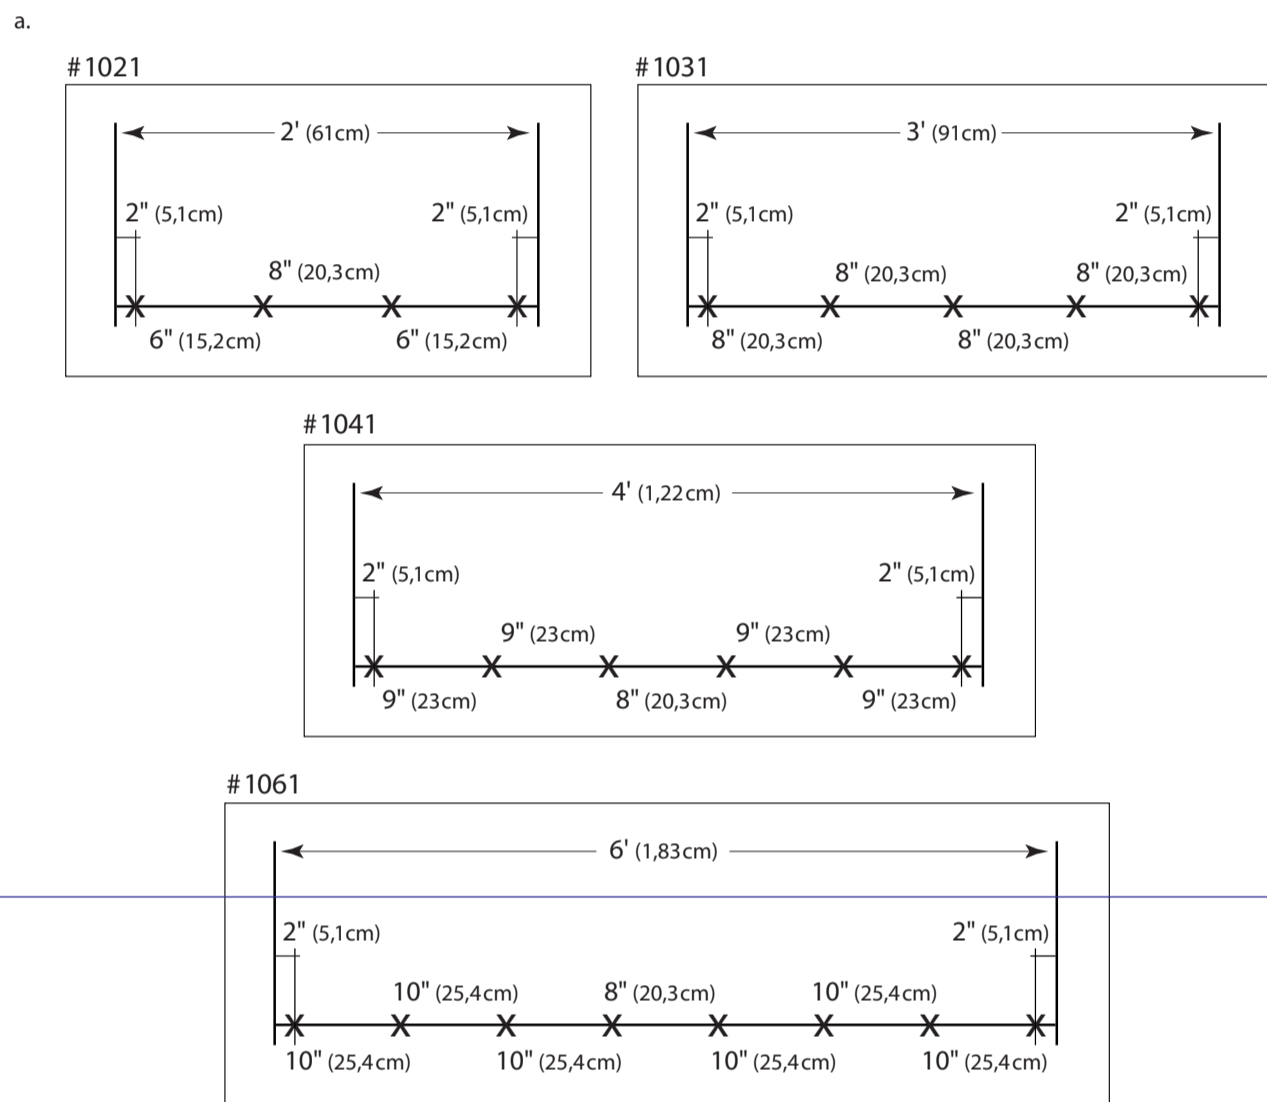 a.
#1021
2' (61cm)
2" (5,1cm)
2" (5,1cm)
8" (20,3cm)
6" (15,2cm)
6" (15,2cm)
#1031
3' (91cm)
2" (5,1cm)
2" (5,1cm)
8" (20,3cm)
8" (20,3cm)
8" (20,3cm)
8" (20,3cm)
#1041
4' (1,22cm)
2" (5,1cm)
2" (5,1cm)
9" (23cm)
9" (23cm)
9" (23cm)
8" (20,3cm)
9" (23cm)
#1061
6' (1,83cm)
2" (5,1cm)
2" (5,1cm)
10" (25,4cm)
8" (20,3cm)
10" (25,4cm)
10" (25,4cm)
10" (25,4cm)
10" (25,4cm)
10" (25,4cm)